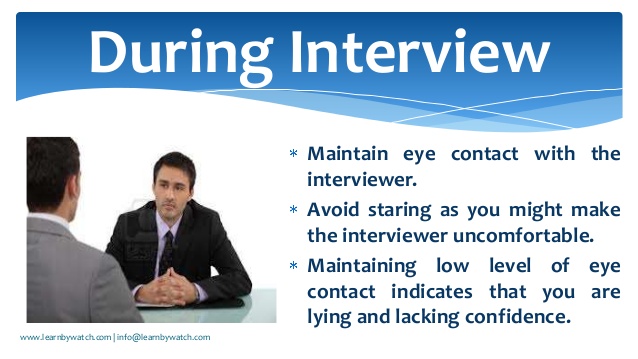 During Interview
* Maintain eye contact with the
interviewer.
* Avoid staring as you might make
the interviewer uncomfortable.
* Maintaining low level of eye
contact indicates that you are
lying and lacking confidence.
www.learnbywatch.com | info@learnbywatch.com